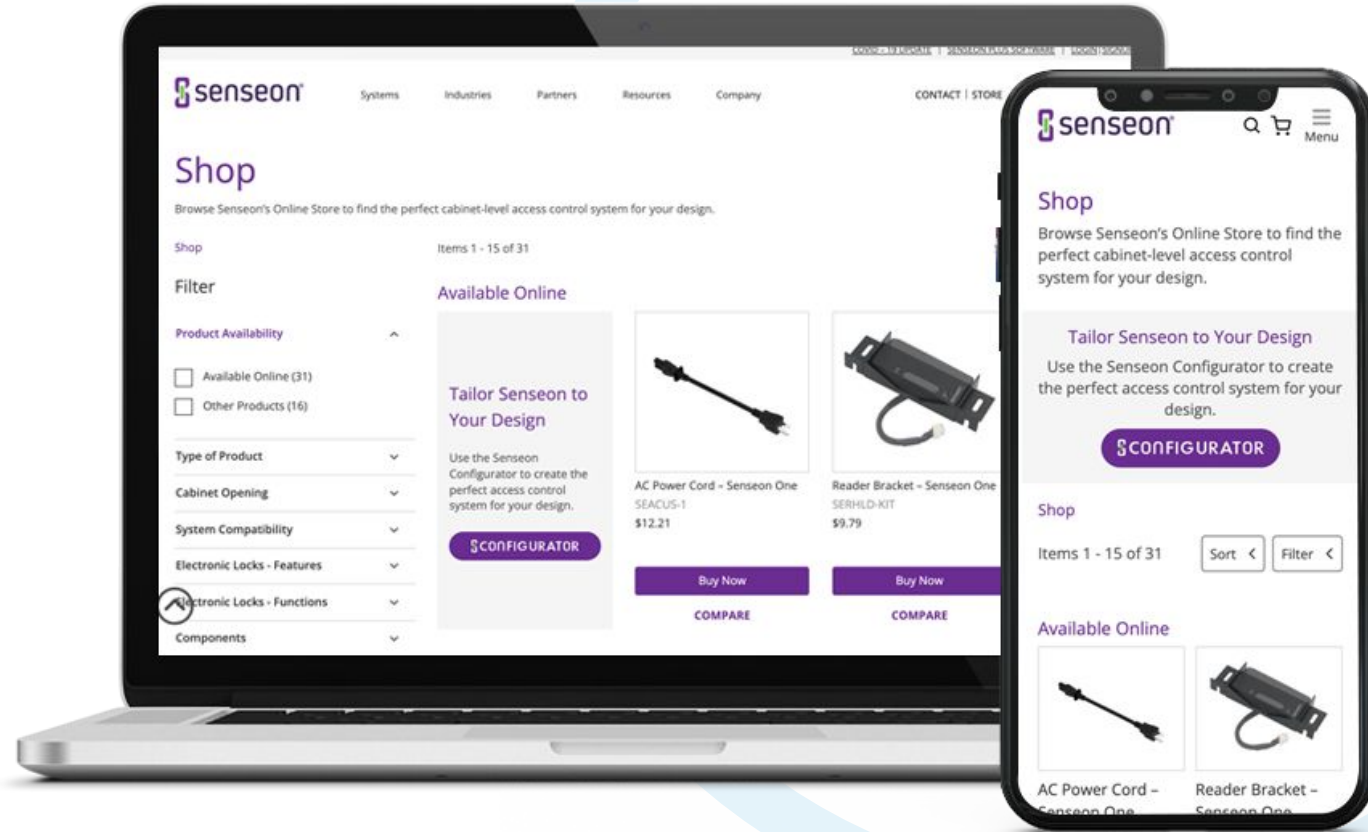 COVID - 19 UPDATE | SENSEON PLUS SOFTWARE | LOGIN|SIGNUP
senseon
Systems Industries Partners Resources Company CONTACT | STORE
Shop
Browse Senseon's Online Store to find the perfect cabinet-level access control system for your design.
Shop
Items 1 - 15 of 31
Filter
Available Online
Product Availability
Available Online (31)
Other Products (16)
Type of Product
Cabinet Opening
System Compatibility
Electronic Locks - Features
Electronic Locks - Functions
Components
Tailor Senseon to
Your Design
Use the Senseon
Configurator to create the
perfect access control
system for your design.
CONFIGURATOR
AC Power Cord – Senseon One
SEACUS-1
$12.21
Buy Now
COMPARE
Reader Bracket – Senseon One
SERHLD-KIT
$9.79
Buy Now
COMPARE
senseon
Menu
Shop
Browse Senseon's Online Store to find the
perfect cabinet-level access control
system for your design.
Tailor Senseon to Your Design
Use the Senseon Configurator to create
the perfect access control system for your
design.
CONFIGURATOR
Shop
Items 1 - 15 of 31
Sort
Filter
Available Online
AC Power Cord –
Senseon One
Reader Bracket –
Senseon One